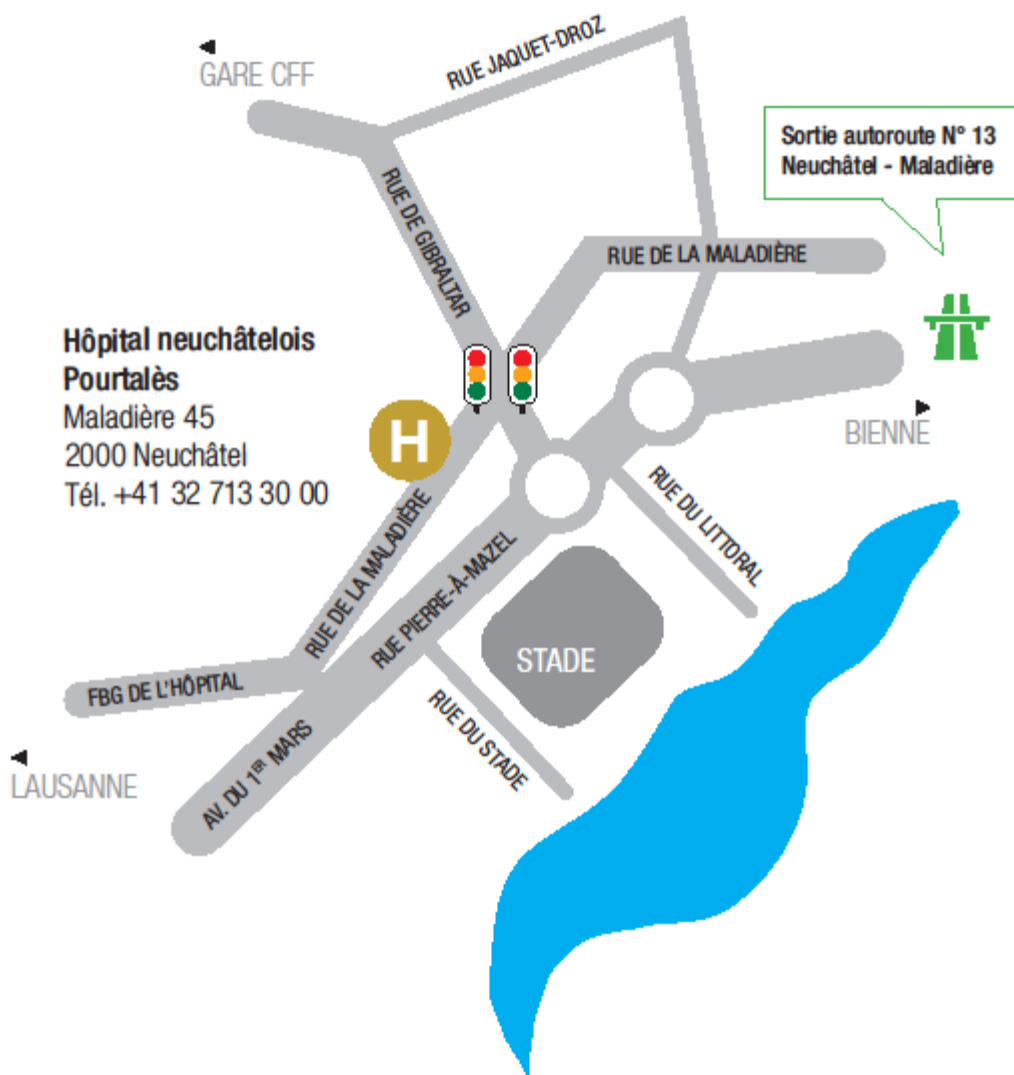 GARE CFF
RUE JAQUET-DROZ
Sortie autoroute N° 13
Neuchâtel - Maladière
RUE DE GIBRALTAR
RUE DE LA MALADIÈRE
Hôpital neuchâtelois
Pourtalès
Maladière 45
2000 Neuchâtel
Tél. +41 32 713 30 00
H
BIENNE
RUE DU LITTORAL
RUE DE LA MALADIÈRE
RUE PIERRE-À-MAZEL
STADE
FBG DE L'HÔPITAL
RUE DU STADE
AV. DU 1ER MARS
LAUSANNE